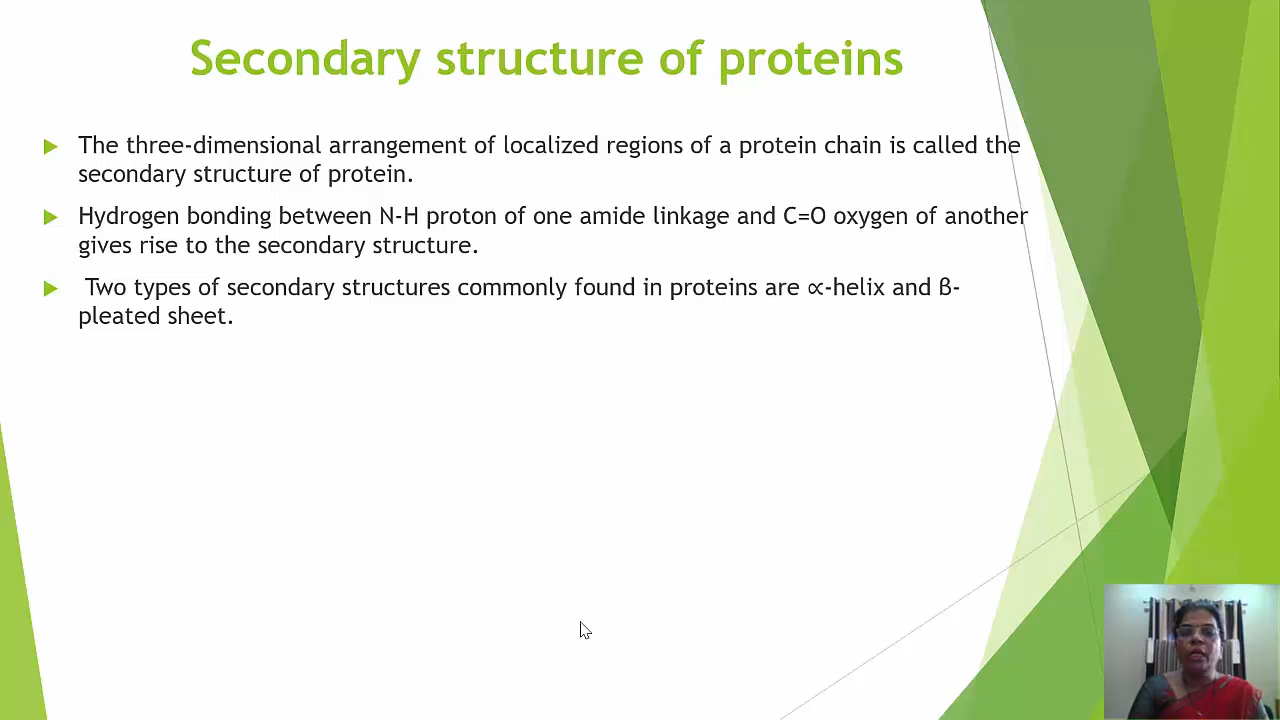 Secondary structure of proteins
The three-dimensional arrangement of localized regions of a protein chain is called the
secondary structure of protein.
Hydrogen bonding between N-H proton of one amide linkage and C=O oxygen of another
gives rise to the secondary structure.
Two types of secondary structures commonly found in proteins are ∝-helix and β-
pleated sheet.